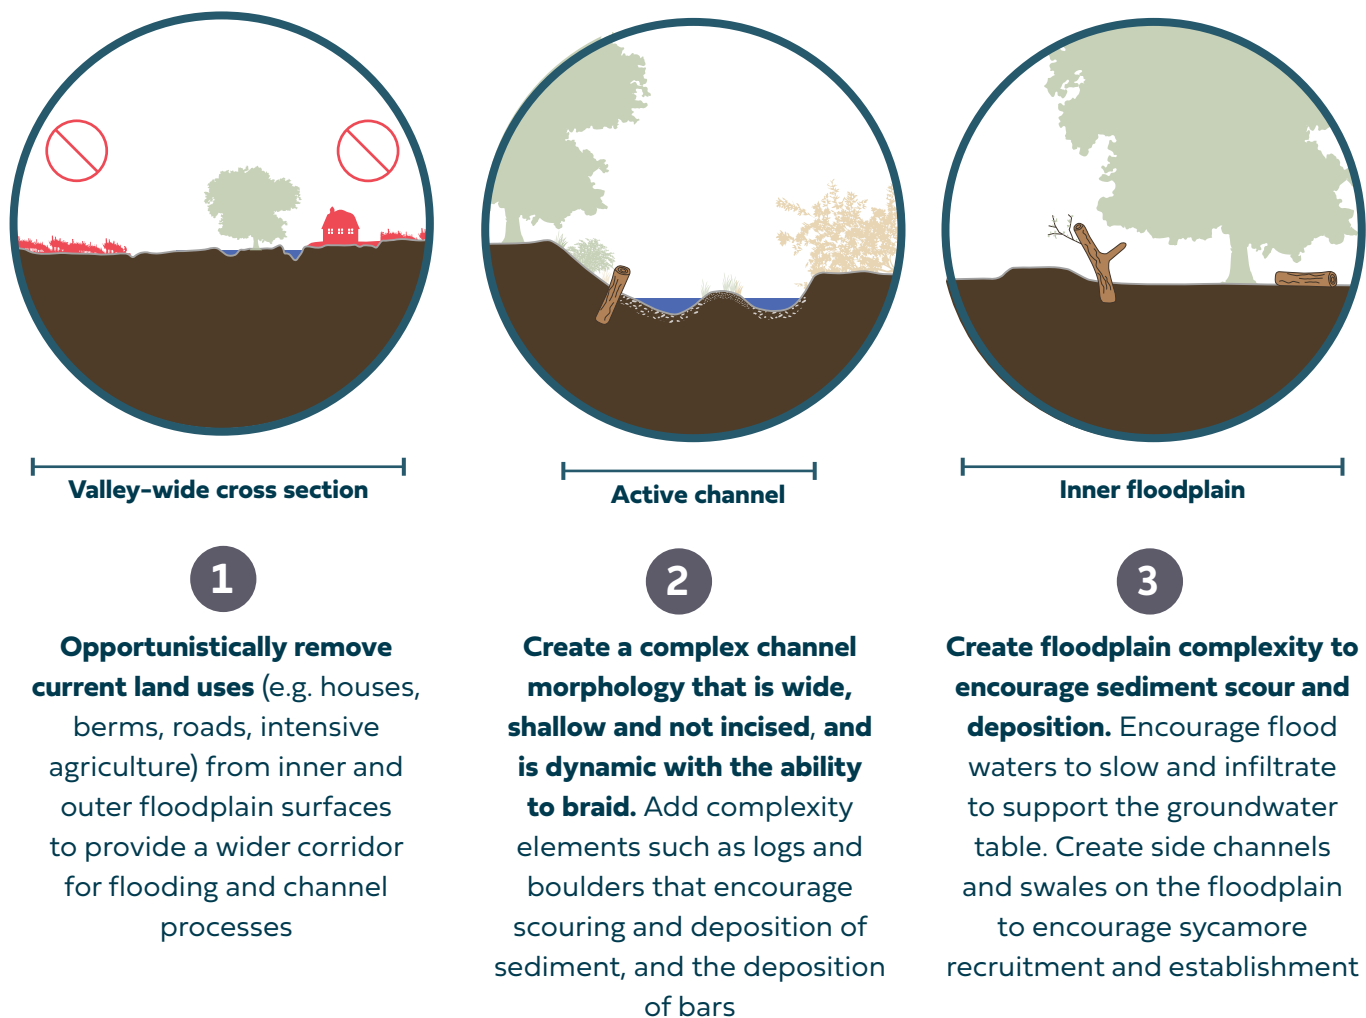 Valley-wide cross section
1
Opportunistically remove
current land uses (e.g. houses,
berms, roads, intensive
agriculture) from inner and
outer floodplain surfaces
to provide a wider corridor
for flooding and channel
processes
Active channel
2
Create a complex channel
morphology that is wide,
shallow and not incised, and
is dynamic with the ability
to braid. Add complexity
elements such as logs and
boulders that encourage
scouring and deposition of
sediment, and the deposition
of bars
Inner floodplain
3
Create floodplain complexity to
encourage sediment scour and
deposition. Encourage flood
waters to slow and infiltrate
to support the groundwater
table. Create side channels
and swales on the floodplain
to encourage sycamore
recruitment and establishment